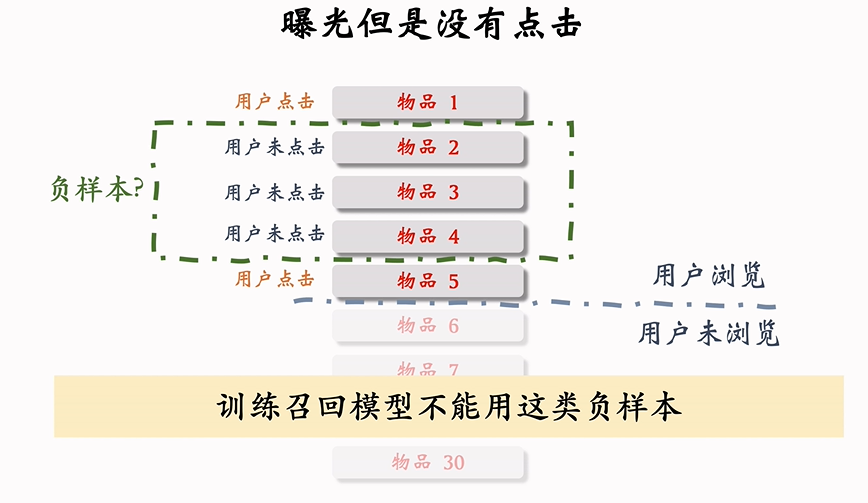 曝光但是没有点击
用户点击 物品 1
用户未点击 物品 2
负样本?
用户未点击 物品 3
用户未点击 物品 4
用户点击 物品 5
用户浏览
物品 6
用户未浏览
物品 7
训练召回模型不能用这类负样本
物品 30